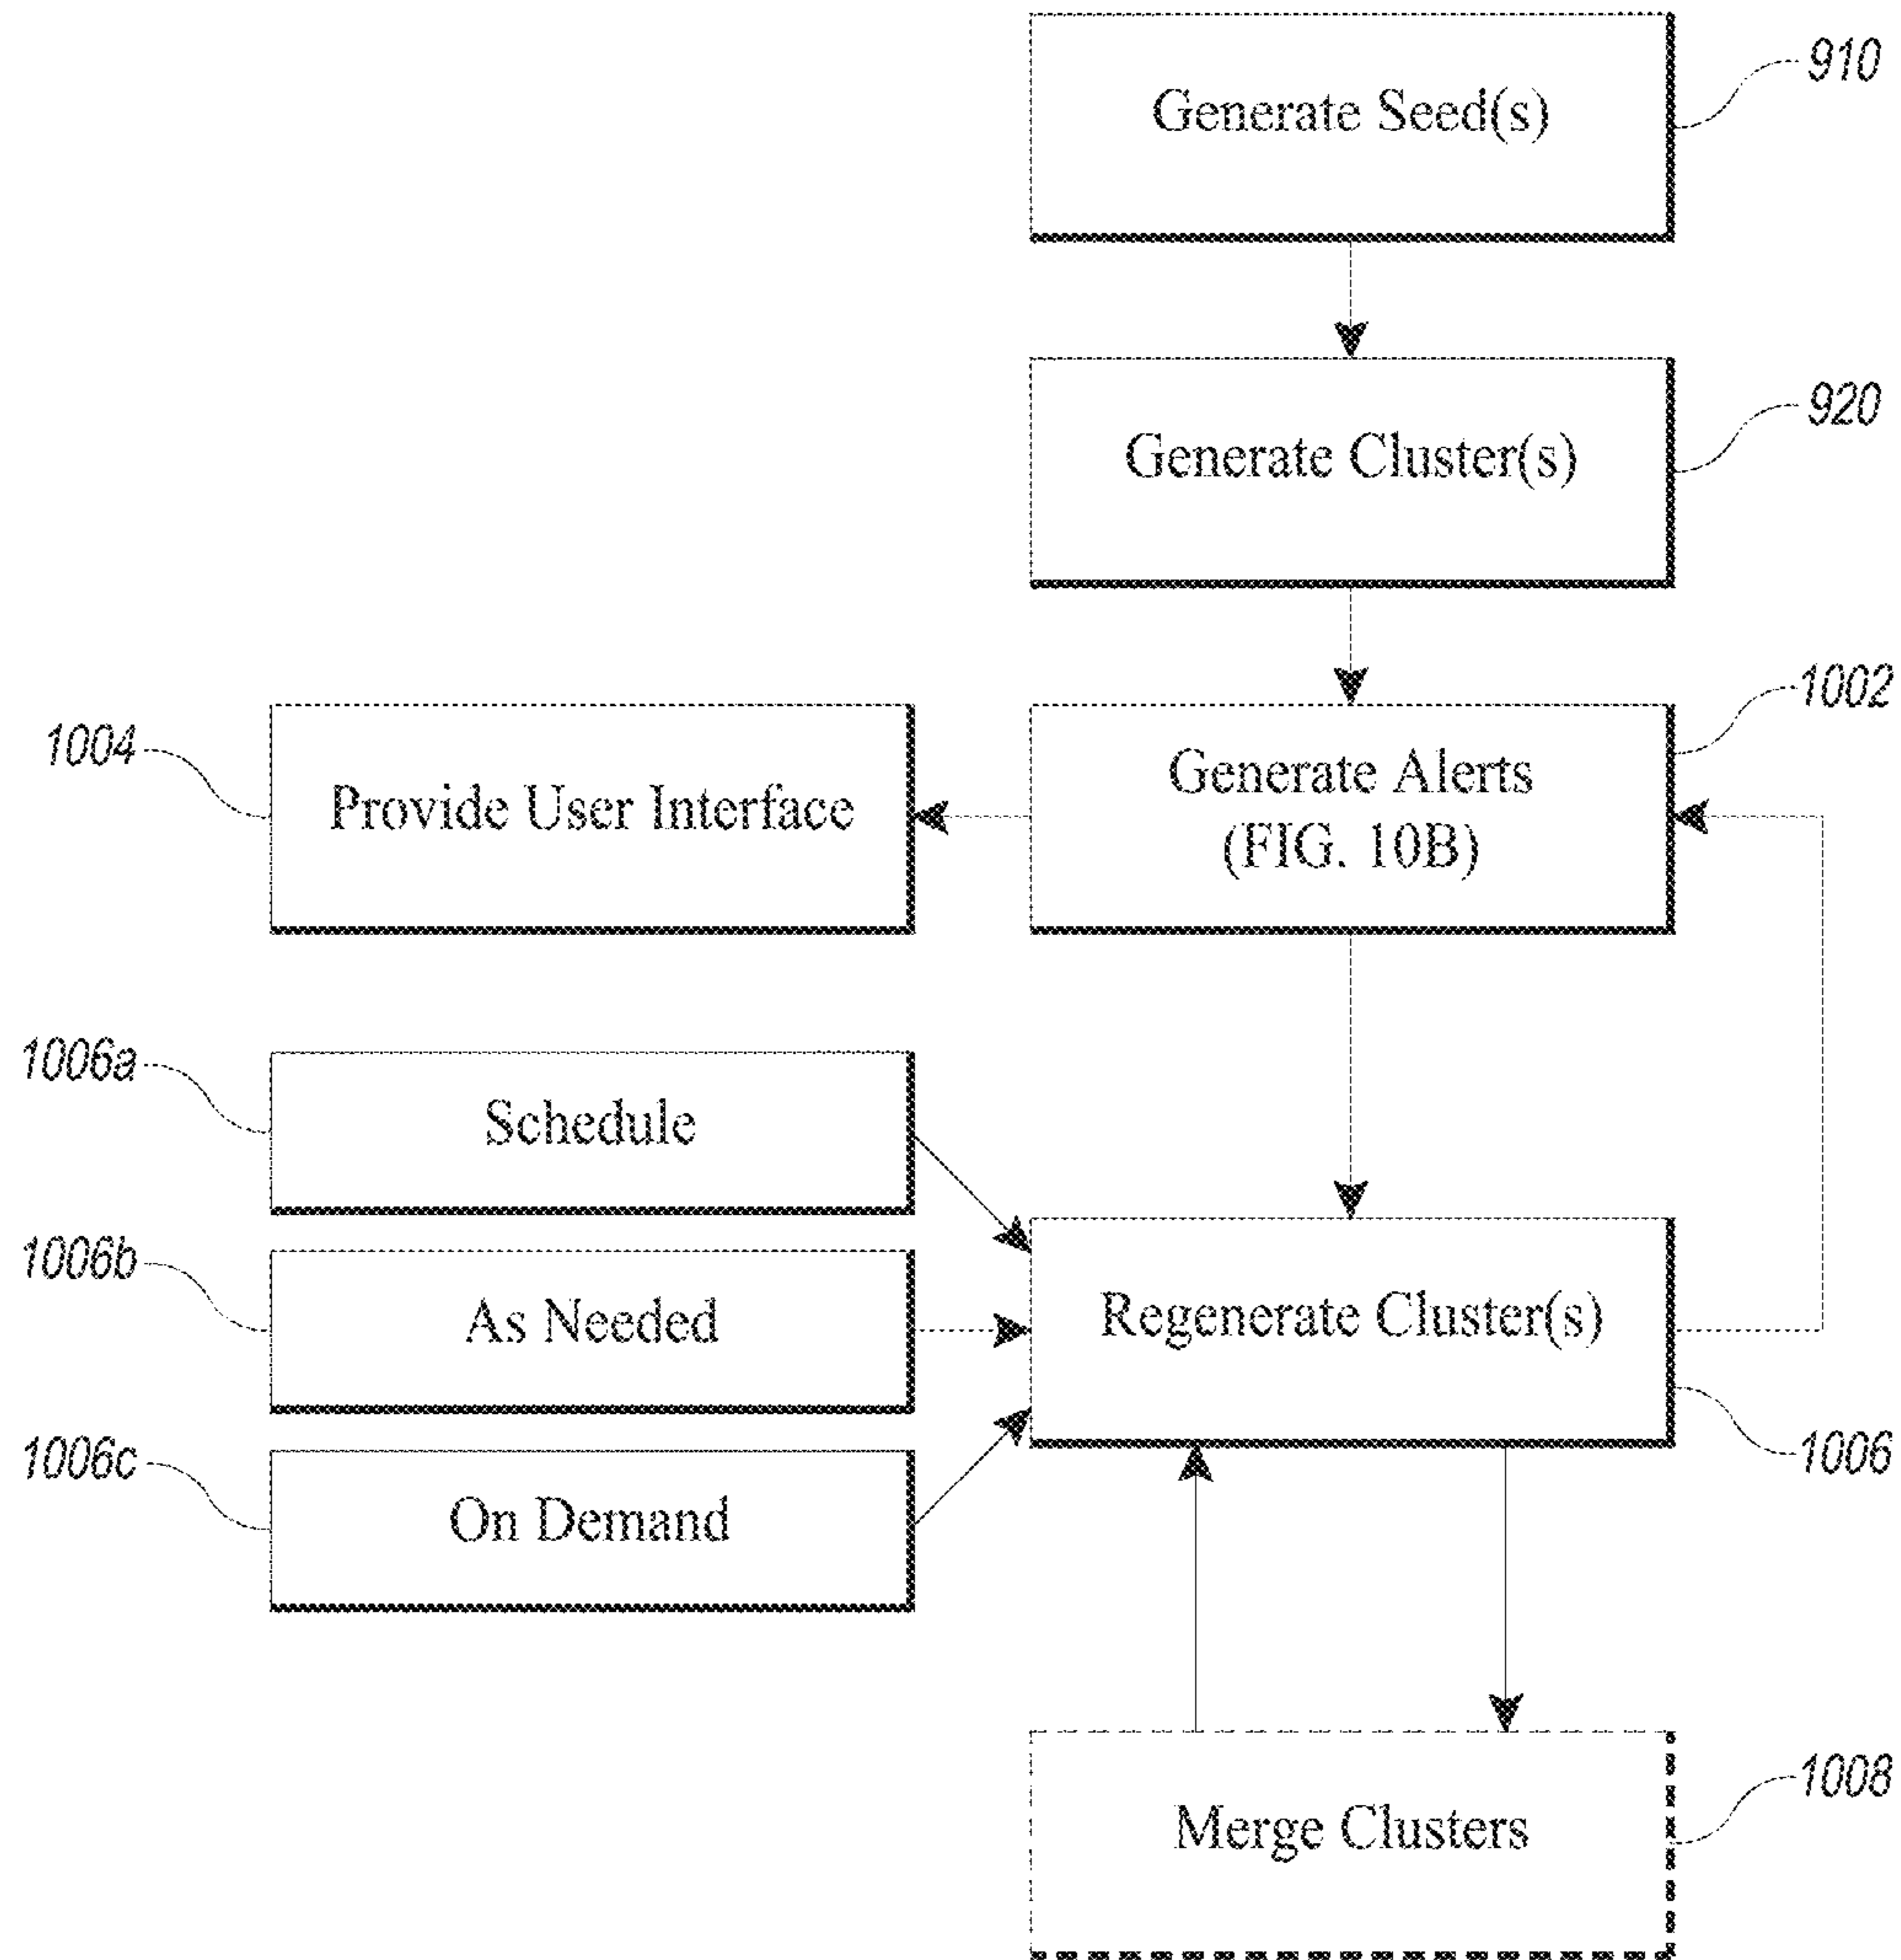 Generate Seed(s)
910
Generate Cluster(s)
920
1004
Provide User Interface
Generate Alerts
(FIG. 10B)
1002
1006a
Schedule
1006b
As Needed
Regenerate Cluster(s)
1006
1006c
On Demand
Merge Clusters
1008